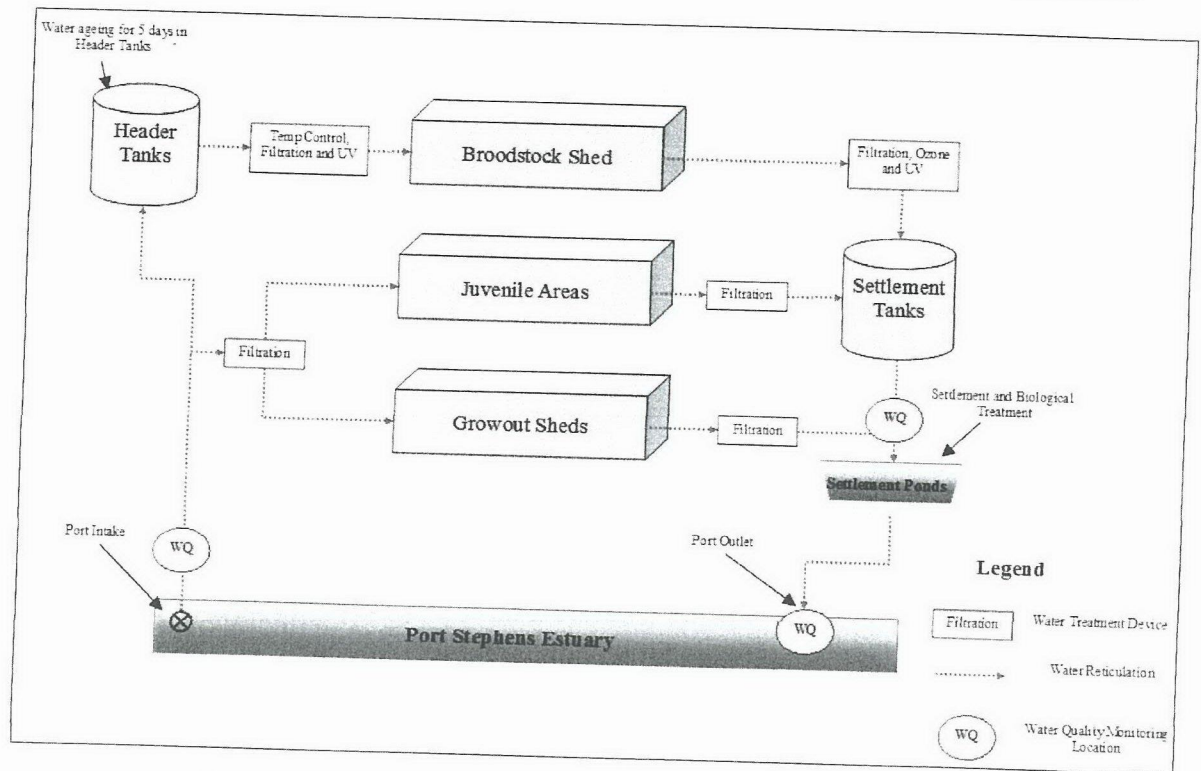 Water ageing for 5 days in
Header Tanks
Header
Tanks
Temp Control,
Filtration and UV
Broodstock Shed
Filtration, Ozone
and UV
Juvenile Areas
Filtration
Settlement
Tanks
Filtration
Growout Sheds
Filtration
WQ
Settlement and Biological
Treatment
Settlement Ponds
Port Intake
WQ
Port Outlet
WQ
Port Stephens Estuary
Legend
Filtration
Water Treatment Device
Water Reticulation
WQ
Water Quality Monitoring
Location